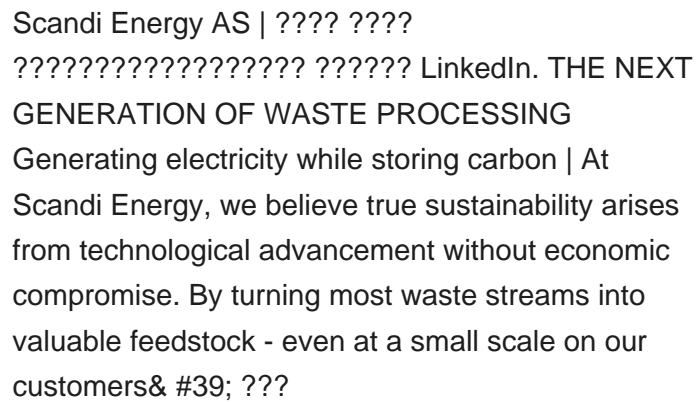 Scandi Energy AS | ???? ????
?????????????????? ?????? LinkedIn. THE NEXT
GENERATION OF WASTE PROCESSING
Generating electricity while storing carbon | At
Scandi Energy, we believe true sustainability arises
from technological advancement without economic
compromise. By turning most waste streams into
valuable feedstock - even at a small scale on our
customers& #39; ???